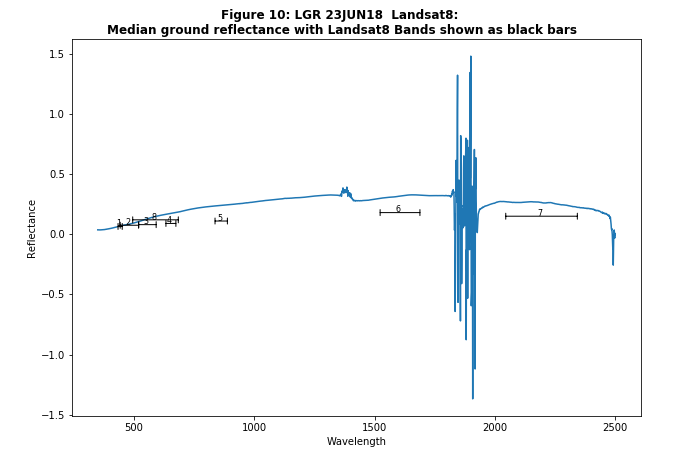 Figure 10: LGR 23JUN18 Landsat8:
Median ground reflectance with Landsat8 Bands shown as black bars
1.5
1.0
0.5
0.0
−0.5
−1.0
−1.5
Reflectance
1 2 3 8 4 5 6 7
500 1000 1500 2000 2500
Wavelength